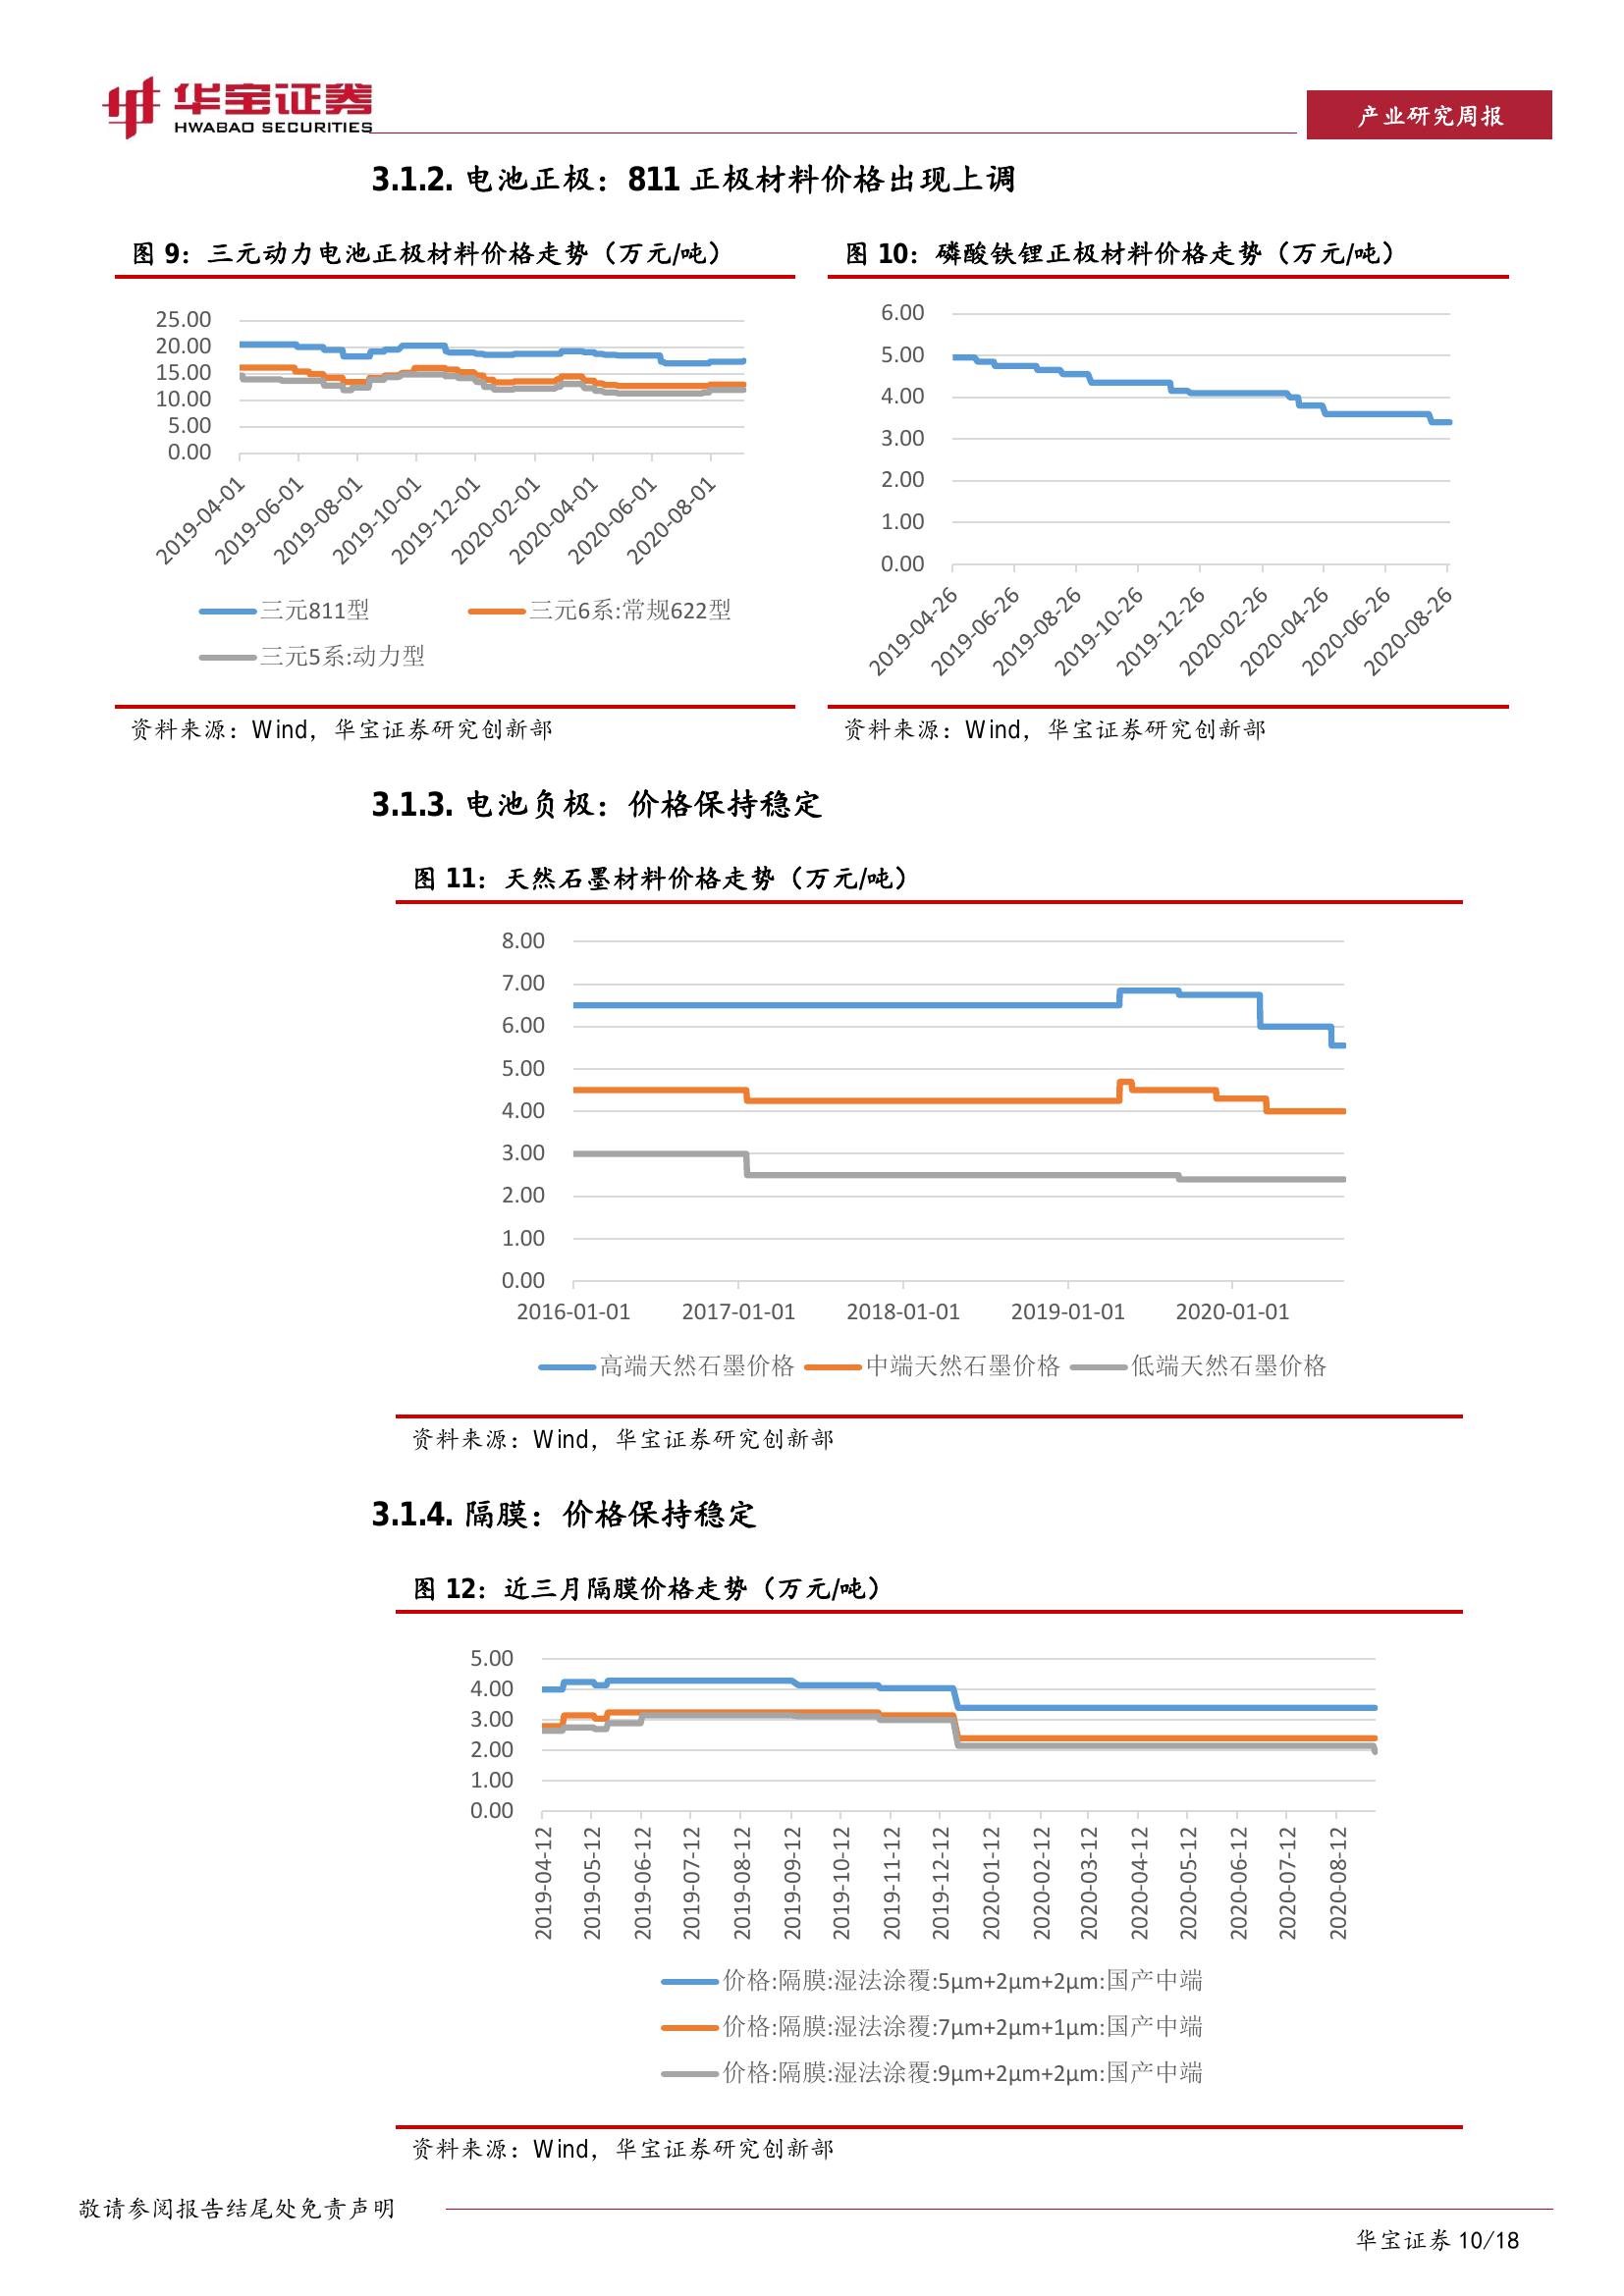 华宝证券
HWABAO SECURITIES
产业研究周报
3.1.2. 电池正极：811 正极材料价格出现上调
图 9：三元动力电池正极材料价格走势（万元/吨）
25.00
20.00
15.00
10.00
5.00
0.00
2019-04-01
2019-06-01
2019-08-01
2019-10-01
2019-12-01
2020-02-01
2020-04-01
2020-06-01
2020-08-01
三元811型
三元6系:常规622型
三元5系:动力型
资料来源：Wind，华宝证券研究创新部
图 10：磷酸铁锂正极材料价格走势（万元/吨）
6.00
5.00
4.00
3.00
2.00
1.00
0.00
2019-04-26
2019-06-26
2019-08-26
2019-10-26
2019-12-26
2020-02-26
2020-04-26
2020-06-26
2020-08-26
资料来源：Wind，华宝证券研究创新部
3.1.3. 电池负极：价格保持稳定
图 11：天然石墨材料价格走势（万元/吨）
8.00
7.00
6.00
5.00
4.00
3.00
2.00
1.00
0.00
2016-01-01
2017-01-01
2018-01-01
2019-01-01
2020-01-01
高端天然石墨价格
中端天然石墨价格
低端天然石墨价格
资料来源：Wind，华宝证券研究创新部
3.1.4. 隔膜：价格保持稳定
图 12：近三月隔膜价格走势（万元/吨）
5.00
4.00
3.00
2.00
1.00
0.00
2019-04-12
2019-05-12
2019-06-12
2019-07-12
2019-08-12
2019-09-12
2019-10-12
2019-11-12
2019-12-12
2020-01-12
2020-02-12
2020-03-12
2020-04-12
2020-05-12
2020-06-12
2020-07-12
2020-08-12
价格:隔膜:湿法涂覆:5μm+2μm+2μm:国产中端
价格:隔膜:湿法涂覆:7μm+2μm+1μm:国产中端
价格:隔膜:湿法涂覆:9μm+2μm+2μm:国产中端
资料来源：Wind，华宝证券研究创新部
敬请参阅报告结尾处免责声明
华宝证券 10/18